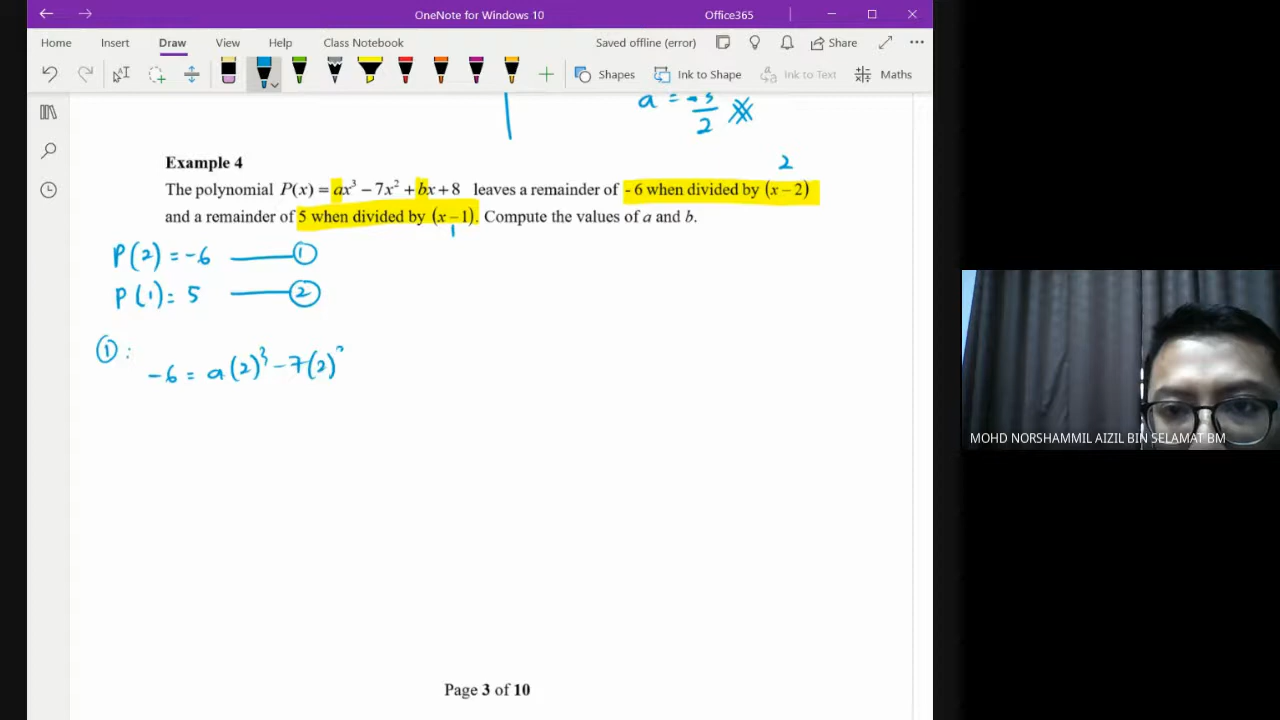 OneNote for Windows 10
Office365
Home Insert Draw View Help Class Notebook
Saved offline (error)
Share
Shapes
Ink to Shape
Ink to Text
Maths
a = -3/2
Example 4
2
The polynomial P(x) = ax³ − 7x² + bx + 8 leaves a remainder of - 6 when divided by (x − 2)
and a remainder of 5 when divided by (x − 1). Compute the values of a and b.
1
P(2) = -6 ——— ①
P(1) = 5 ——— ②
① :
-6 = a(2)³ - 7(2)
MOHD NORSHAMMIL AIZIL BIN SELAMAT BM
Page 3 of 10